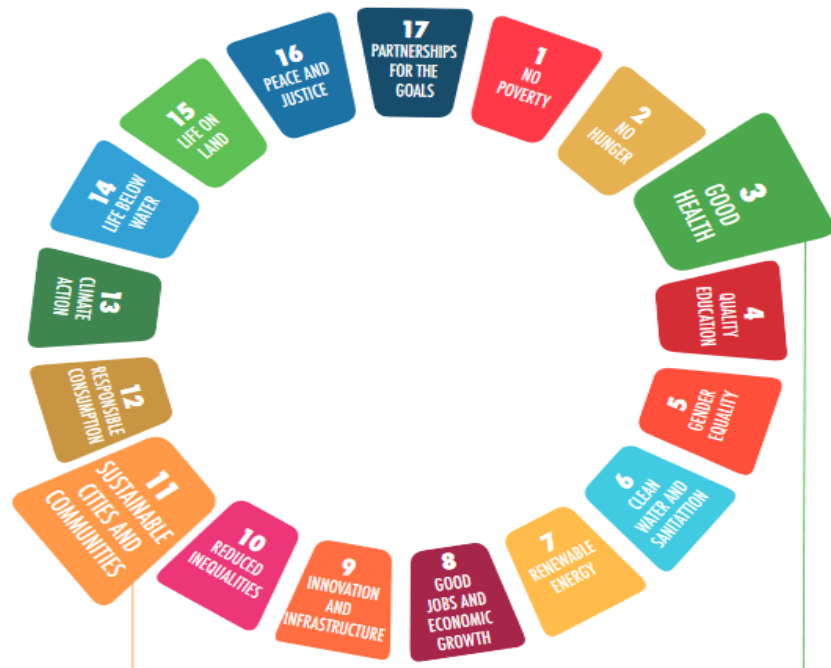 1
NO
POVERTY
2
NO
HUNGER
3
GOOD
HEALTH
4
QUALITY
EDUCATION
5
GENDER
EQUALITY
6
CLEAN
WATER AND
SANITATTION
7
RENEWABLE
ENERGY
8
GOOD
JOBS AND
ECONOMIC
GROWTH
9
INNOVATION
AND
INFRASTRUCTURE
10
REDUCED
INEQUALITIES
11
SUSTAINABLE
CITIES AND
COMMUNITIES
12
RESPONSIBLE
CONSUMPTION
13
CLIMATE
ACTION
14
LIFE BELOW
WATER
15
LIFE ON
LAND
16
PEACE AND
JUSTICE
17
PARTNERSHIPS
FOR THE
GOALS